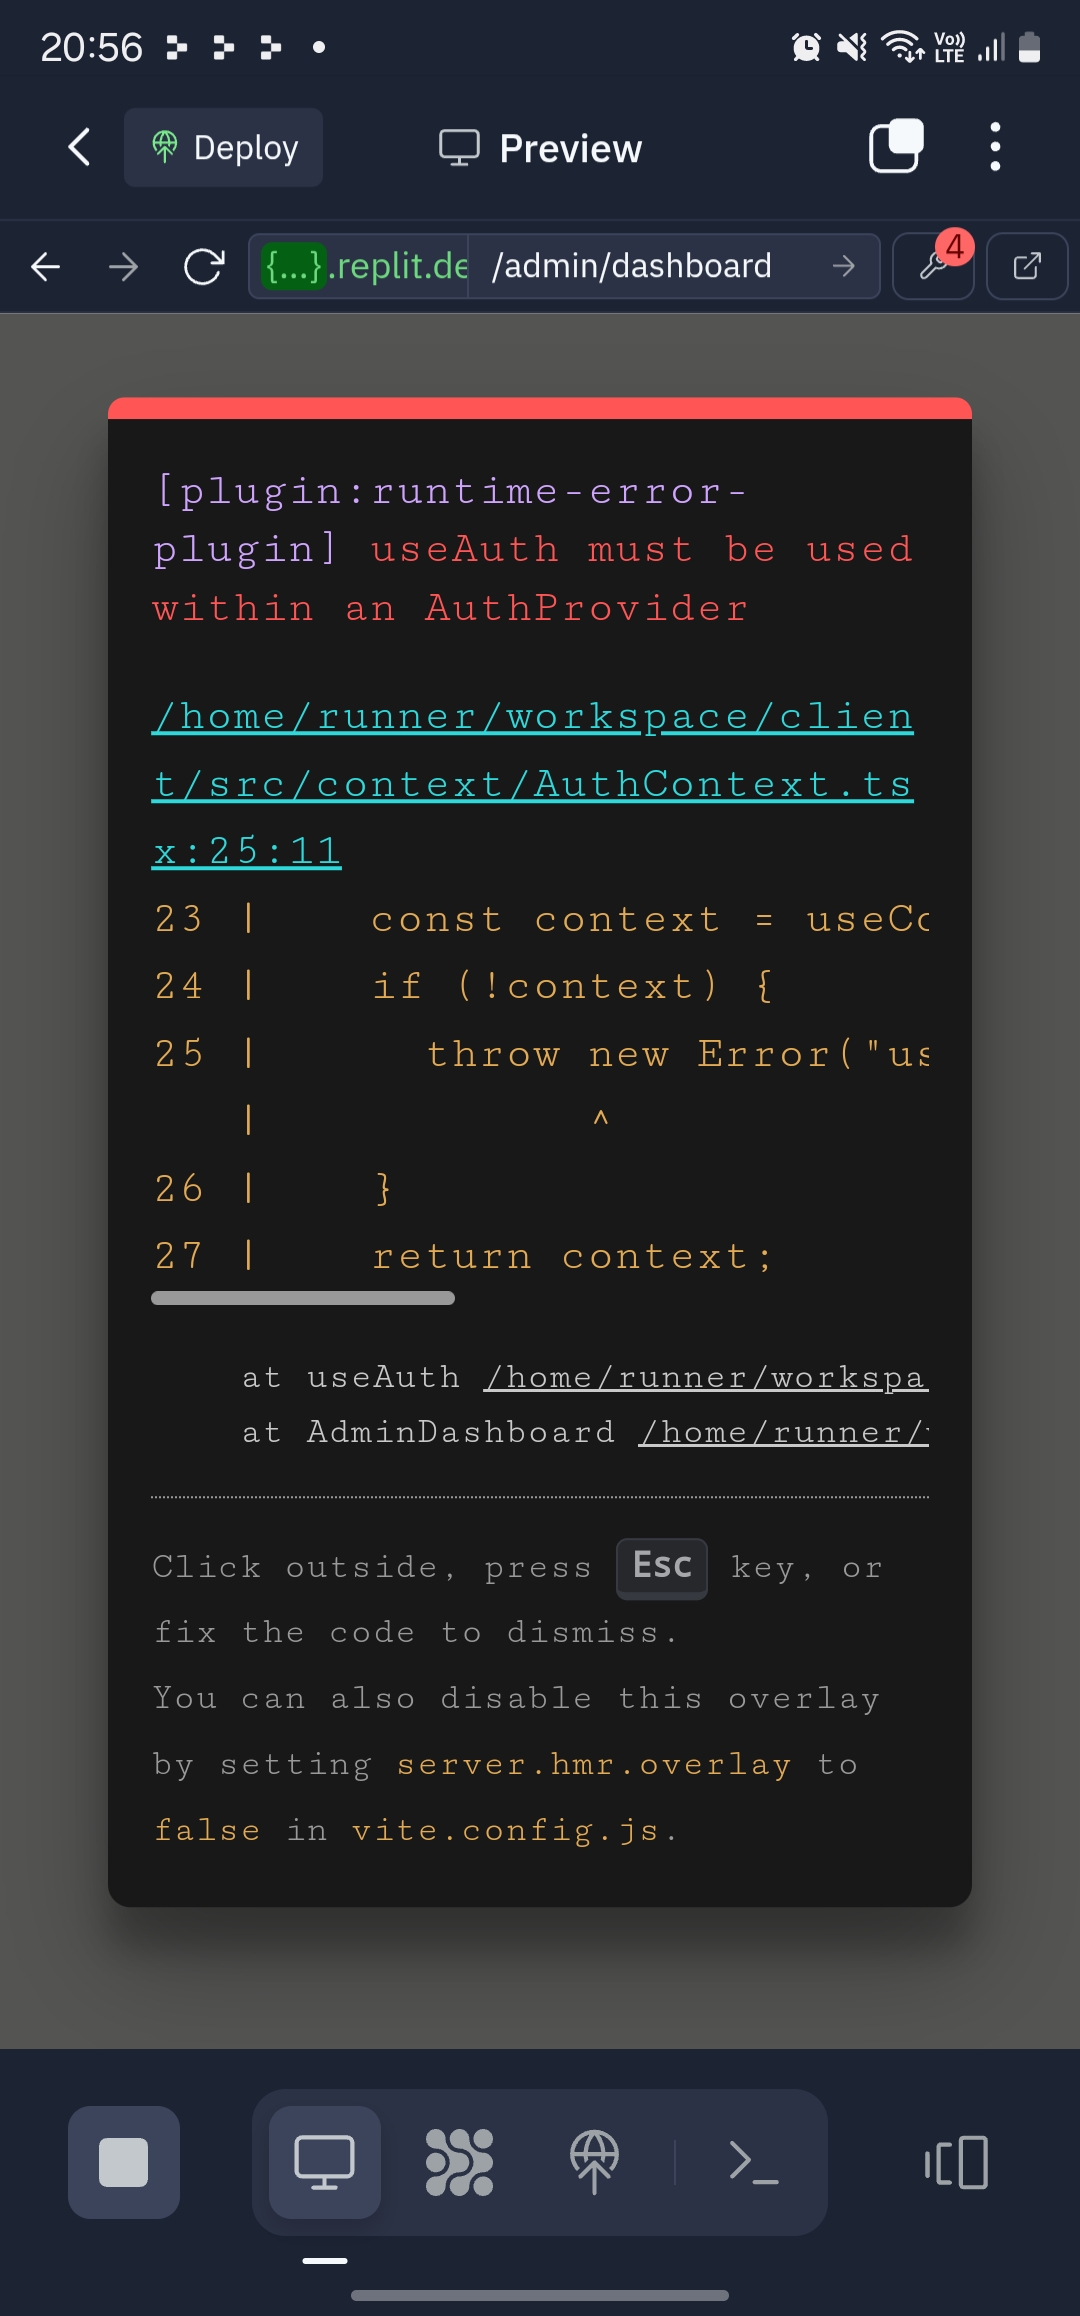 20:56
Vo)) LTE
Deploy
Preview
{...}.replit.de
/admin/dashboard
4
[plugin:runtime-error-
plugin] useAuth must be used
within an AuthProvider
/home/runner/workspace/clien
t/src/context/AuthContext.ts
x:25:11
23 |    const context = useCo
24 |    if (!context) {
25 |      throw new Error("us
   |            ^
26 |    }
27 |    return context;
at useAuth /home/runner/workspa
at AdminDashboard /home/runner/
Click outside, press Esc key, or
fix the code to dismiss.
You can also disable this overlay
by setting server.hmr.overlay to
false in vite.config.js.